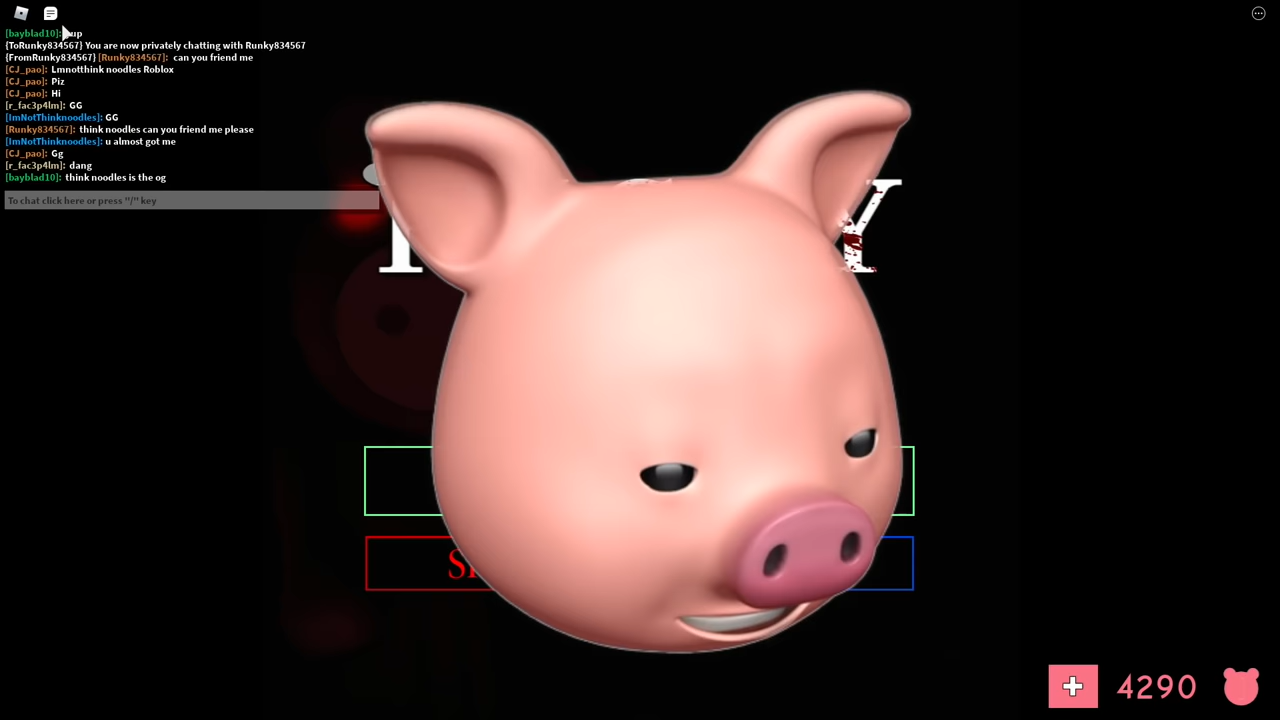 [bayblad10]: up
{ToRunky834567} You are now privately chatting with Runky834567
{FromRunky834567} [Runky834567]: can you friend me
[CJ_pao]: Lmnotthink noodles Roblox
[CJ_pao]: Piz
[CJ_pao]: Hi
[r_fac3p4lm]: GG
[ImNotThinknoodles]: GG
[Runky834567]: think noodles can you friend me please
[ImNotThinknoodles]: u almost got me
[CJ_pao]: Gg
[r_fac3p4lm]: dang
[bayblad10]: think noodles is the og
To chat click here or press "/" key
Y
4290